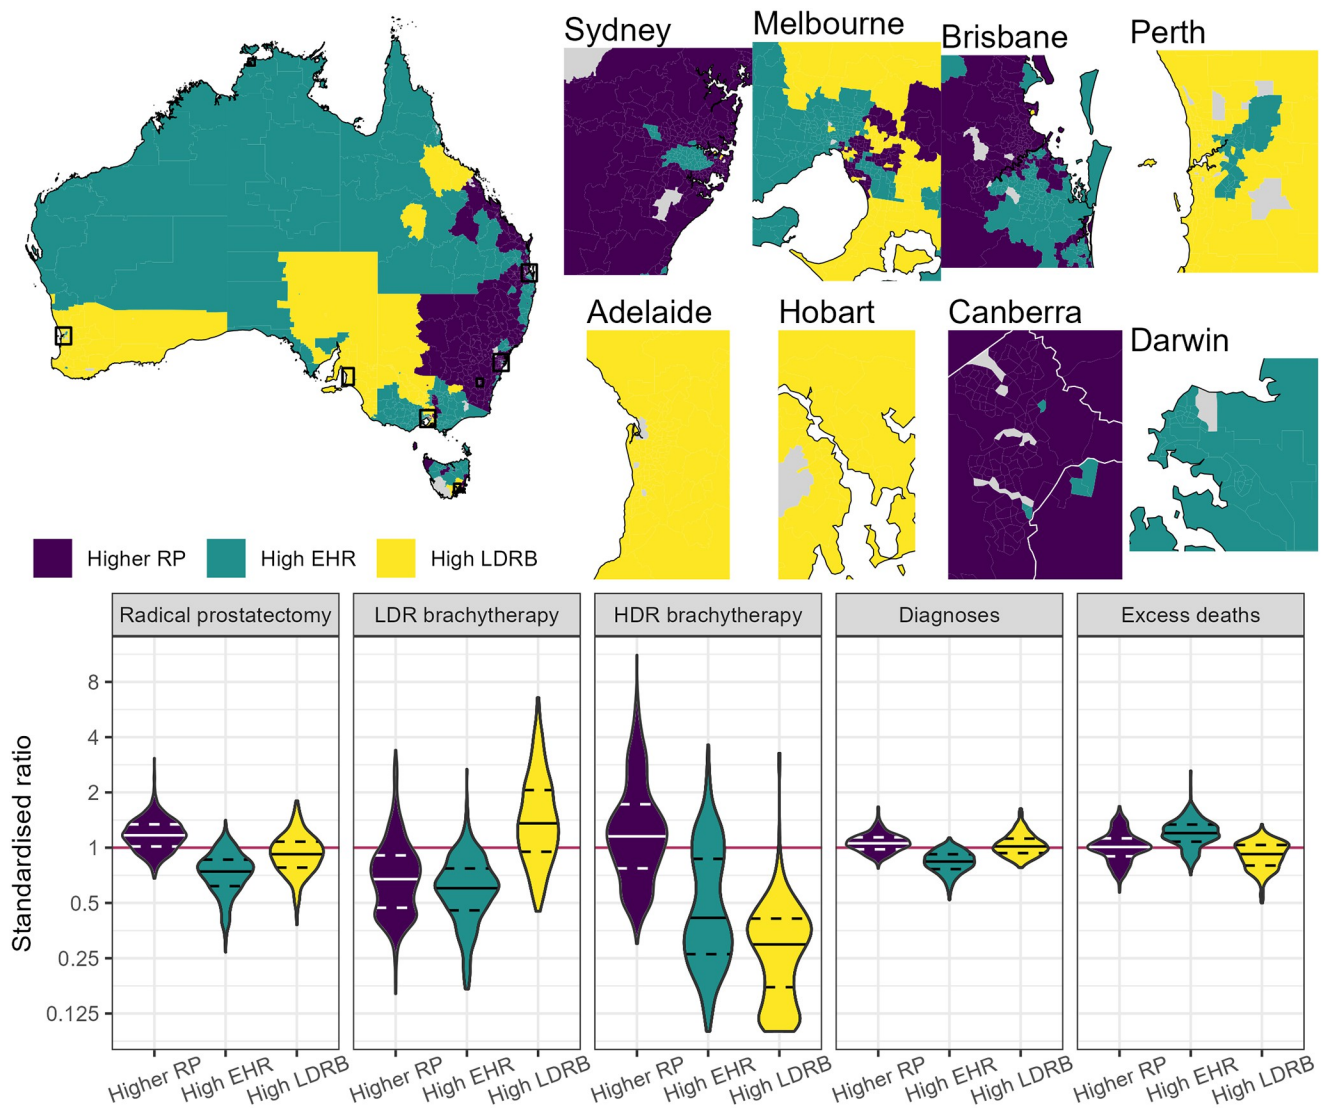 Sydney
Melbourne
Brisbane
Perth
Adelaide
Hobart
Canberra
Darwin
Higher RP
High EHR
High LDRB
Radical prostatectomy
LDR brachytherapy
HDR brachytherapy
Diagnoses
Excess deaths
Standardised ratio
8
4
2
1
0.5
0.25
0.125
Higher RP
High EHR
High LDRB
Higher RP
High EHR
High LDRB
Higher RP
High EHR
High LDRB
Higher RP
High EHR
High LDRB
Higher RP
High EHR
High LDRB